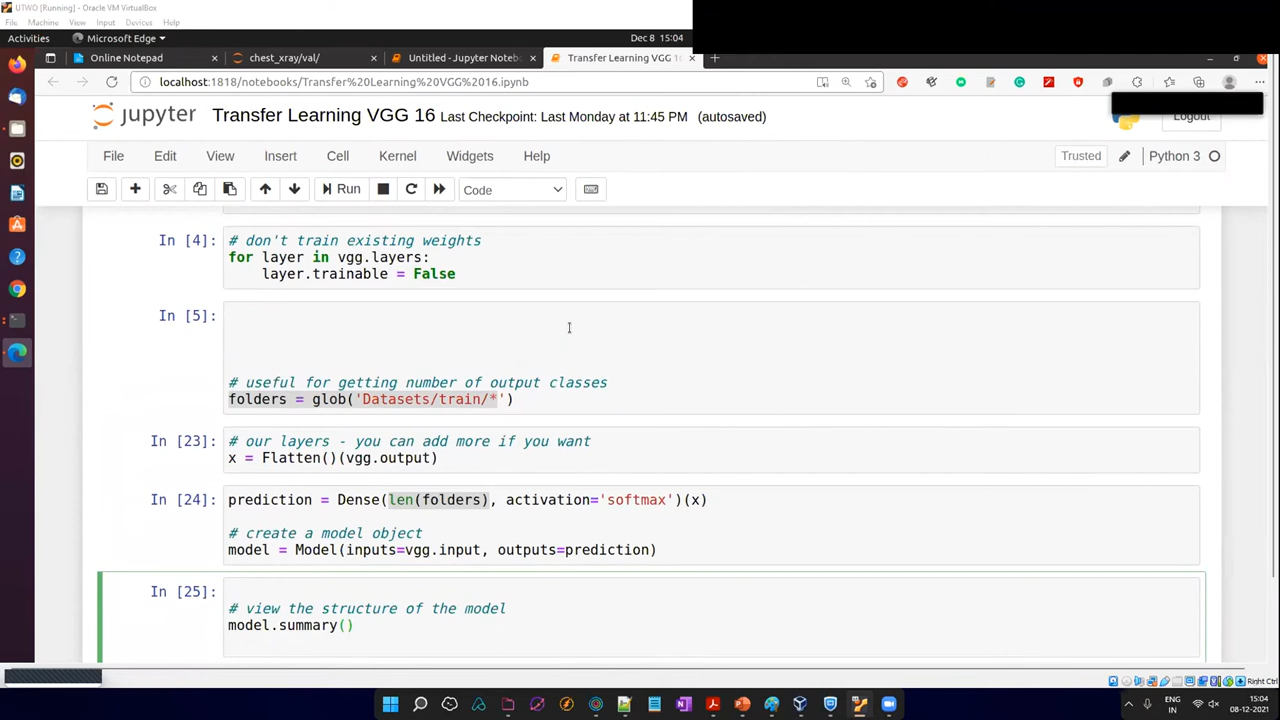 UTWO [Running] - Oracle VM VirtualBox
File Machine View Input Devices Help
Activities Microsoft Edge Dec 8 15:04
Online Notepad chest_xray/val/ Untitled - Jupyter Noteb Transfer Learning VGG 1
localhost:1818/notebooks/Transfer%20Learning%20VGG%2016.ipynb
jupyter Transfer Learning VGG 16 Last Checkpoint: Last Monday at 11:45 PM (autosaved) Logout
File Edit View Insert Cell Kernel Widgets Help Trusted Python 3
Run Code
In [4]: # don't train existing weights
for layer in vgg.layers:
layer.trainable = False
In [5]:
# useful for getting number of output classes
folders = glob('Datasets/train/*')
In [23]: # our layers - you can add more if you want
x = Flatten()(vgg.output)
In [24]: prediction = Dense(len(folders), activation='softmax')(x)
# create a model object
model = Model(inputs=vgg.input, outputs=prediction)
In [25]:
# view the structure of the model
model.summary()
Right Ctrl
ENG 15:04
IN 08-12-2021